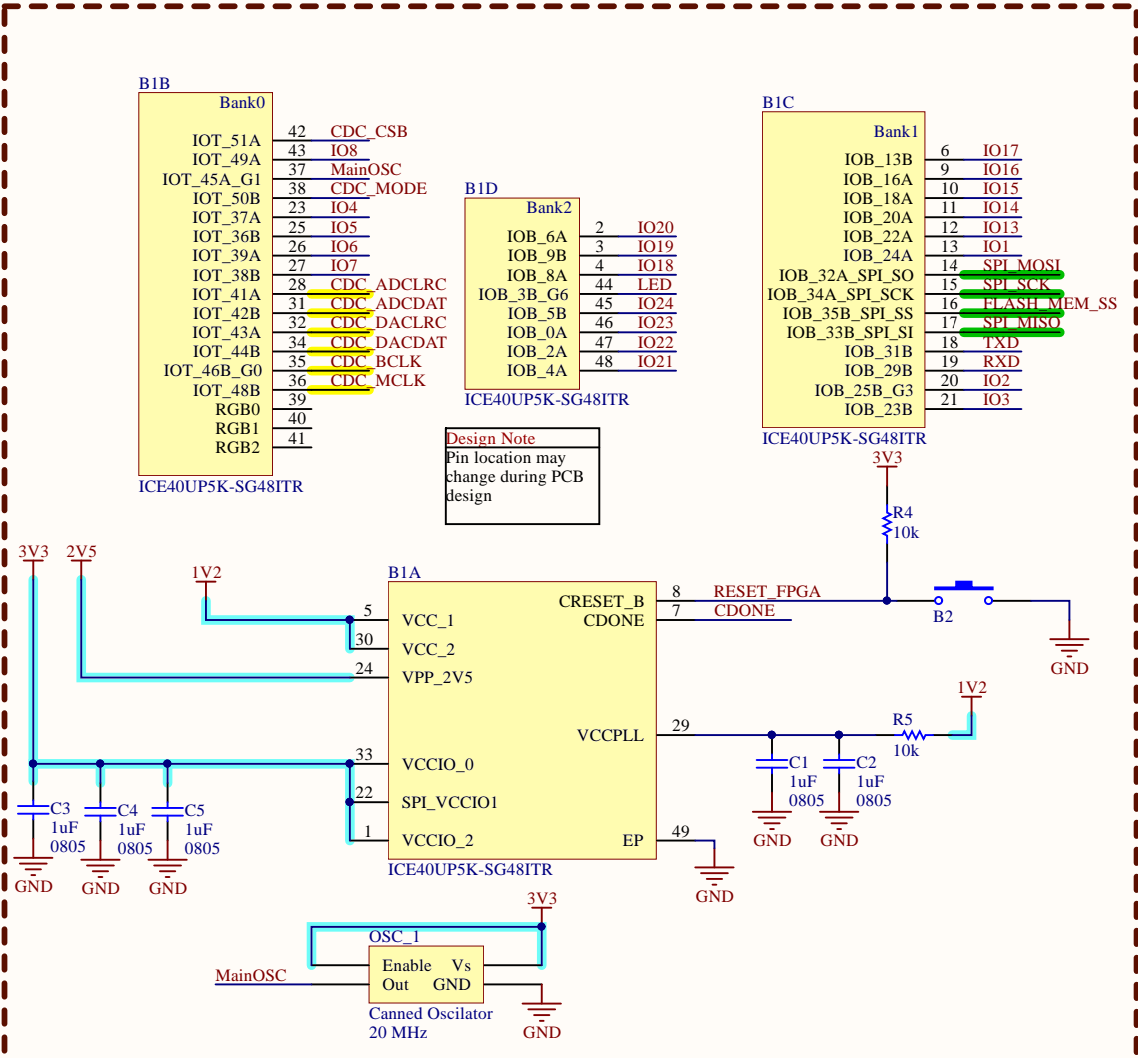 B1B
Bank0
IOT_51A 42 CDC_CSB
IOT_49A 43 IO8
IOT_45A_G1 37 MainOSC
IOT_50B 38 CDC_MODE
IOT_37A 23 IO4
IOT_36B 25 IO5
IOT_39A 26 IO6
IOT_38B 27 IO7
IOT_41A 28 CDC_ADCLRC
IOT_42B 31 CDC_ADCDAT
IOT_43A 32 CDC_DACLRC
IOT_44B 34 CDC_DACDAT
IOT_46B_G0 35 CDC_BCLK
IOT_48B 36 CDC_MCLK
RGB0 39
RGB1 40
RGB2 41
ICE40UP5K-SG48ITR
B1D
Bank2
IOB_6A 2 IO20
IOB_9B 3 IO19
IOB_8A 4 IO18
IOB_3B_G6 44 LED
IOB_5B 45 IO24
IOB_0A 46 IO23
IOB_2A 47 IO22
IOB_4A 48 IO21
ICE40UP5K-SG48ITR
B1C
Bank1
IOB_13B 6 IO17
IOB_16A 9 IO16
IOB_18A 10 IO15
IOB_20A 11 IO14
IOB_22A 12 IO13
IOB_24A 13 IO1
IOB_32A_SPI_SO 14 SPI_MOSI
IOB_34A_SPI_SCK 15 SPI_SCK
IOB_35B_SPI_SS 16 FLASH_MEM_SS
IOB_33B_SPI_SI 17 SPI_MISO
IOB_31B 18 TXD
IOB_29B 19 RXD
IOB_25B_G3 20 IO2
IOB_23B 21 IO3
ICE40UP5K-SG48ITR
Design Note
Pin location may
change during PCB
design
3V3
R4
10k
3V3
2V5
1V2
B1A
5 VCC_1
30 VCC_2
24 VPP_2V5
33 VCCIO_0
22 SPI_VCCIO1
1 VCCIO_2
CRESET_B 8 RESET_FPGA
CDONE 7 CDONE
VCCPLL 29
EP 49
ICE40UP5K-SG48ITR
B2
GND
1V2
R5
10k
C1
1uF
0805
GND
C2
1uF
0805
GND
GND
C3
1uF
0805
GND
C4
1uF
0805
GND
C5
1uF
0805
GND
3V3
OSC_1
Enable Vs
MainOSC
Out GND
Canned Oscilator
20 MHz
GND